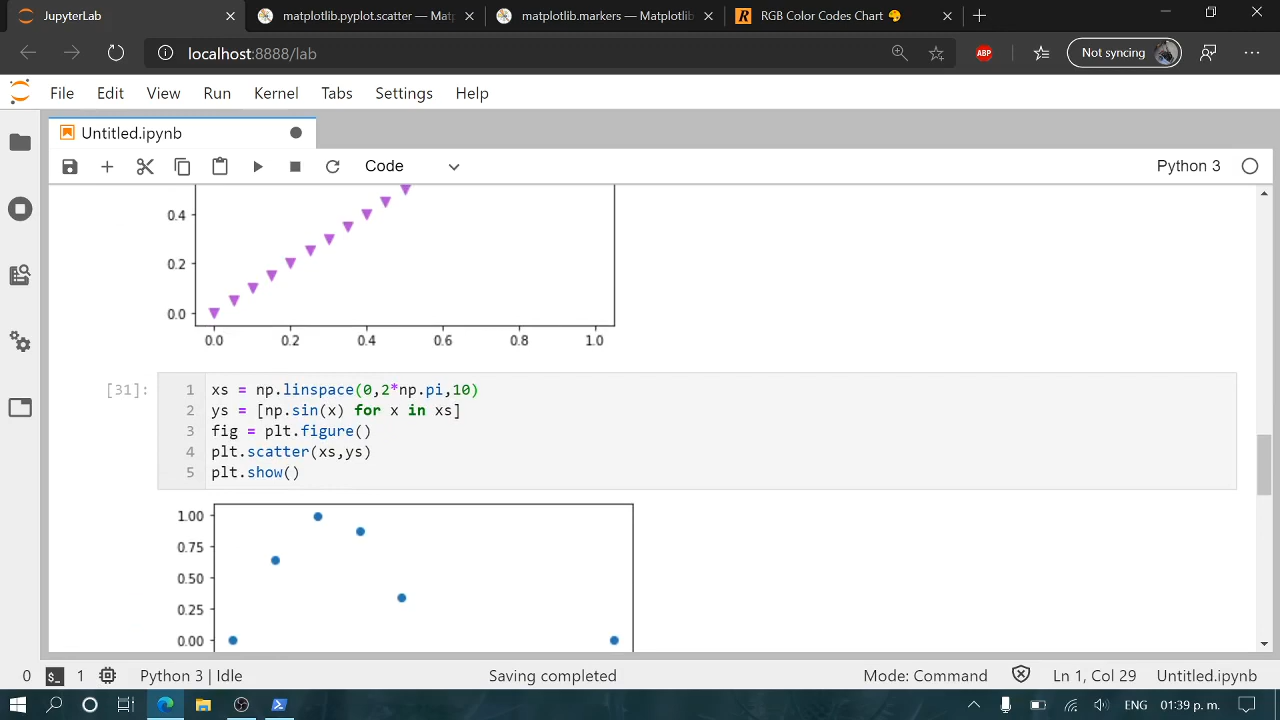 JupyterLab
matplotlib.pyplot.scatter — Mat
matplotlib.markers — Matplotlib
RGB Color Codes Chart
localhost:8888/lab
ABP
Not syncing
File Edit View Run Kernel Tabs Settings Help
Untitled.ipynb
Code
Python 3
0.4
0.2
0.0
0.0 0.2 0.4 0.6 0.8 1.0
[31]:
1 xs = np.linspace(0,2*np.pi,10)
2 ys = [np.sin(x) for x in xs]
3 fig = plt.figure()
4 plt.scatter(xs,ys)
5 plt.show()
1.00
0.75
0.50
0.25
0.00
0 1 Python 3 | Idle Saving completed Mode: Command Ln 1, Col 29 Untitled.ipynb
ENG 01:39 p. m.